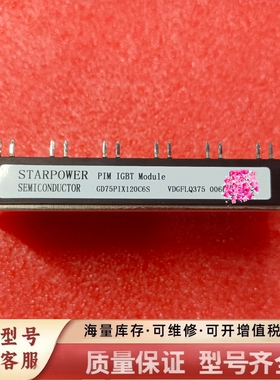 STARPOWER PIM IGBT Module
SEMICONDUCTOR GD75PIX120C6S VDGFLQ375 006
型号
客服
海量库存·可维修·可开增值税
质量保证 型号齐全